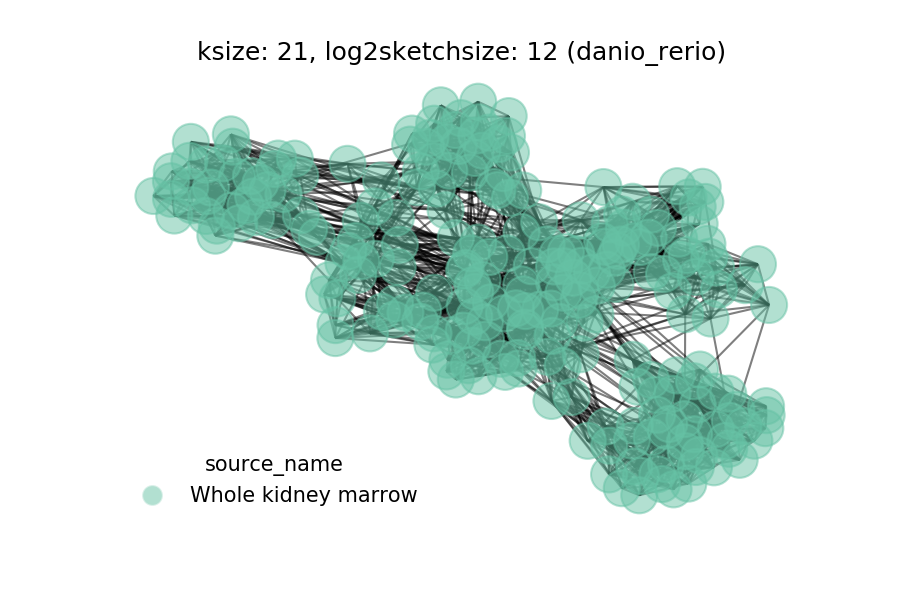 ksize: 21, log2sketchsize: 12 (danio_rerio)
source_name
Whole kidney marrow